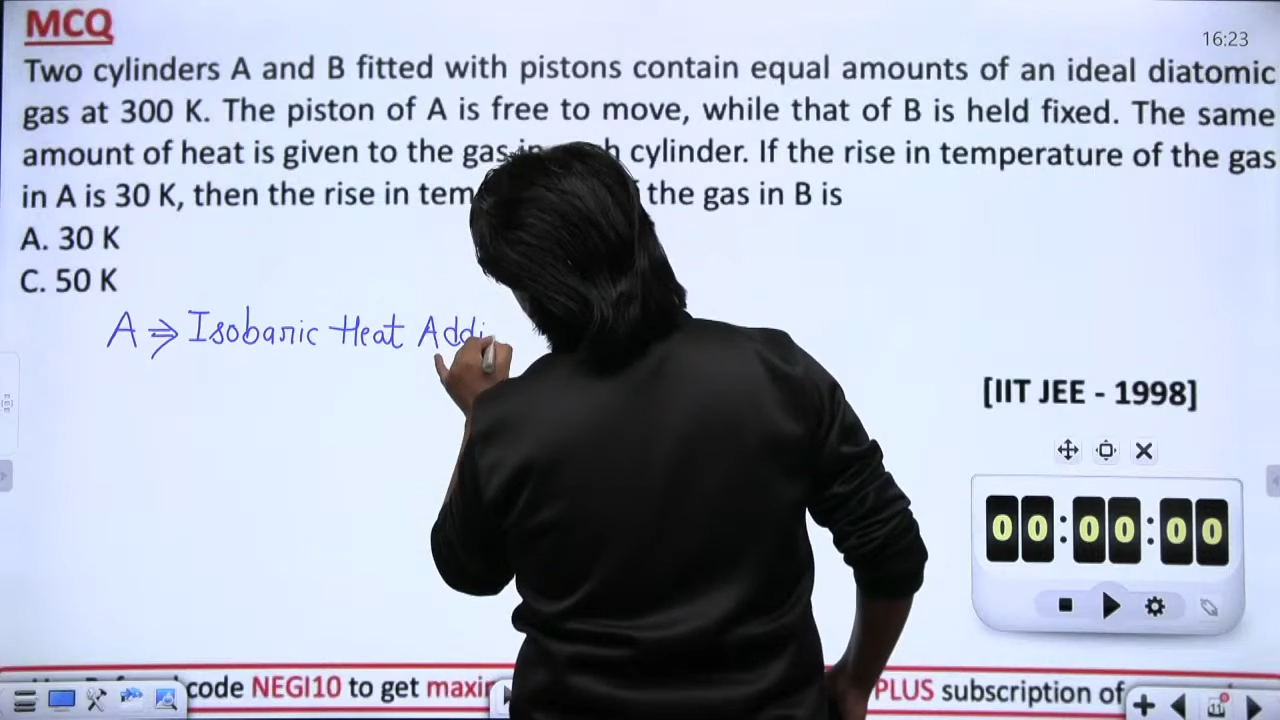 MCQ
16:23
Two cylinders A and B fitted with pistons contain equal amounts of an ideal diatomic
gas at 300 K. The piston of A is free to move, while that of B is held fixed. The same
amount of heat is given to the gas in cylinder. If the rise in temperature of the gas
in A is 30 K, then the rise in the gas in B is
A. 30 K
C. 50 K
A ⇒ Isobaric Heat Addi
[IIT JEE - 1998]
00:00:00
code NEGI10 to get PLUS subscription of